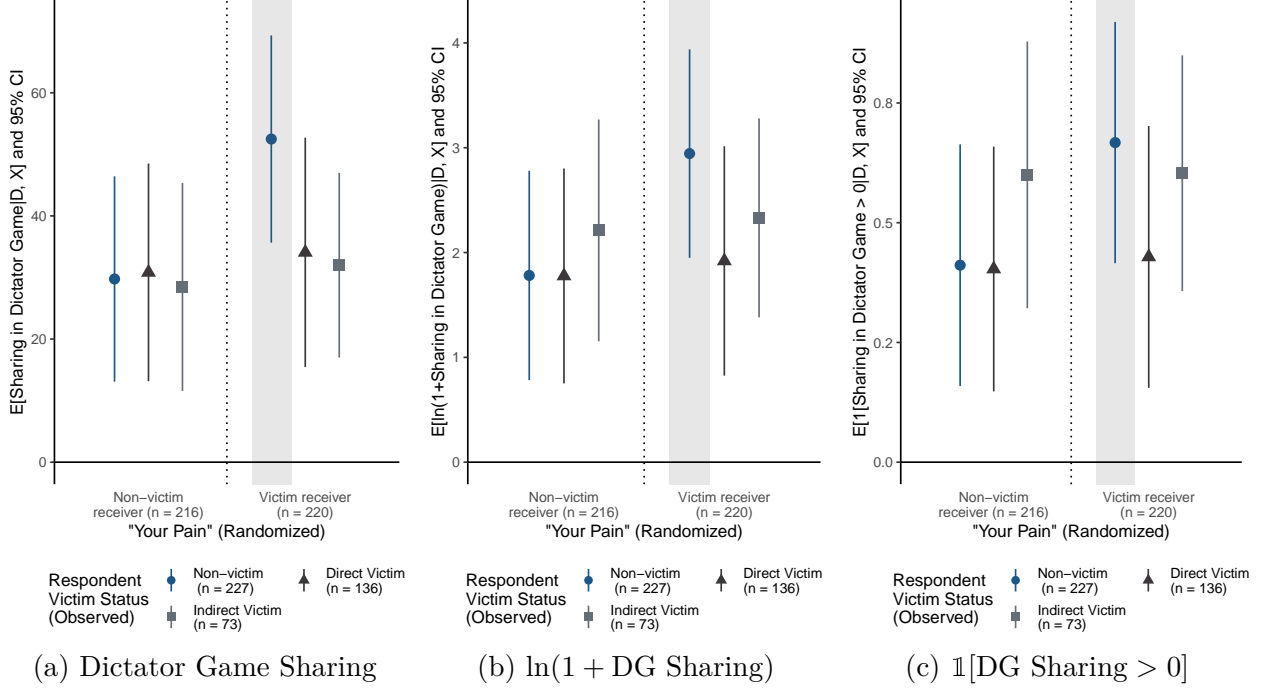 E[Sharing in Dictator Game|D, X] and 95% CI
60
40
20
0
Non−victim
receiver (n = 216)
Victim receiver
(n = 220)
"Your Pain" (Randomized)
Respondent
Victim Status
(Observed)
Non−victim
(n = 227)
Direct Victim
(n = 136)
Indirect Victim
(n = 73)
(a) Dictator Game Sharing
E[ln(1+Sharing in Dictator Game)|D, X] and 95% CI
4
3
2
1
0
Non−victim
receiver (n = 216)
Victim receiver
(n = 220)
"Your Pain" (Randomized)
Respondent
Victim Status
(Observed)
Non−victim
(n = 227)
Direct Victim
(n = 136)
Indirect Victim
(n = 73)
(b) ln(1 + DG Sharing)
E[1[Sharing in Dictator Game > 0|D, X] and 95% CI
0.8
0.5
0.2
0.0
Non−victim
receiver (n = 216)
Victim receiver
(n = 220)
"Your Pain" (Randomized)
Respondent
Victim Status
(Observed)
Non−victim
(n = 227)
Direct Victim
(n = 136)
Indirect Victim
(n = 73)
(c) 𝟙[DG Sharing > 0]